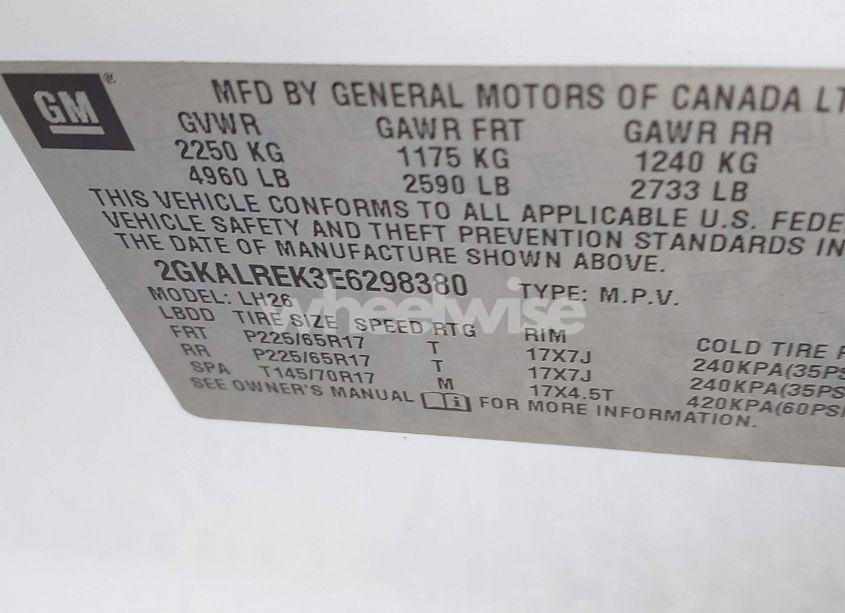 GM
MFD BY GENERAL MOTORS OF CANADA LT
GVWR GAWR FRT GAWR RR
2250 KG 1175 KG 1240 KG
4960 LB 2590 LB 2733 LB
THIS VEHICLE CONFORMS TO ALL APPLICABLE U.S. FEDE
VEHICLE SAFETY AND THEFT PREVENTION STANDARDS IN
THE DATE OF MANUFACTURE SHOWN ABOVE.
2GKALREK3E6298380 TYPE: M.P.V.
MODEL: LH26
wheelwise
LBDD TIRE SIZE SPEED RTG RIM COLD TIRE P
FRT P225/65R17 T 17X7J 240KPA(35PS
RR P225/65R17 T 17X7J 240KPA(35PS
SPA T145/70R17 M 17X4.5T 420KPA(60PSI
SEE OWNER'S MANUAL i FOR MORE INFORMATION.